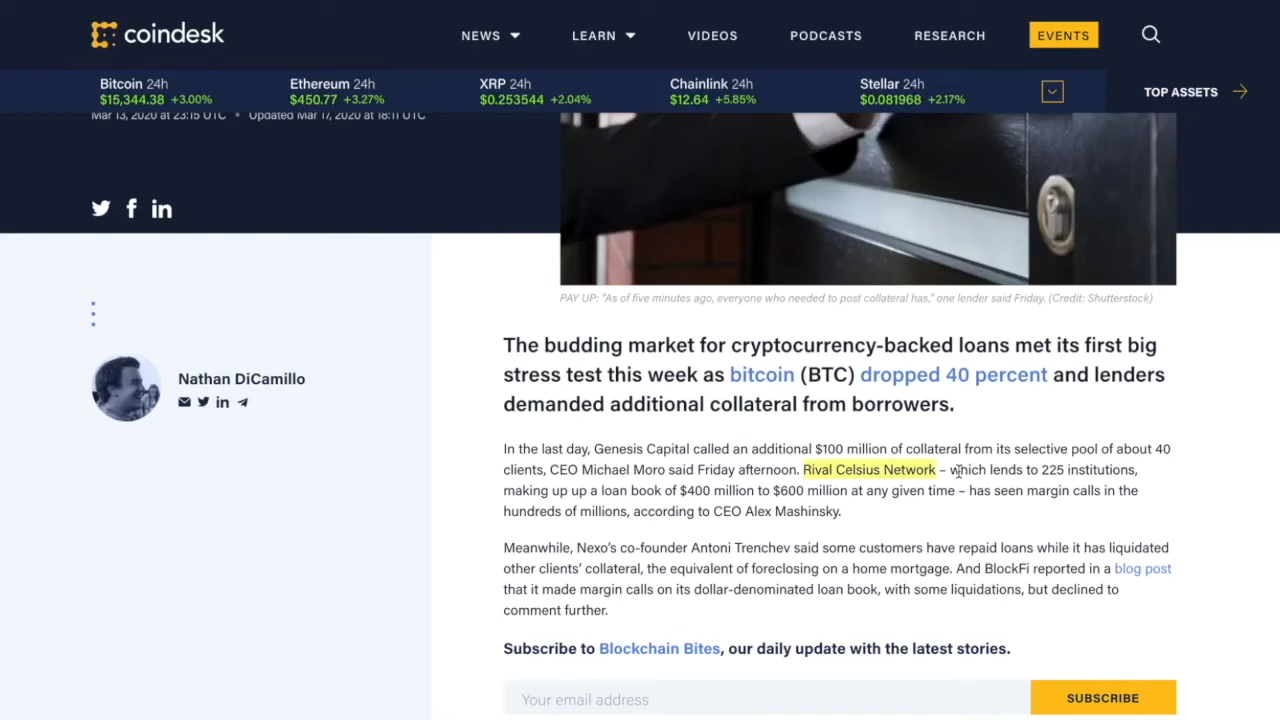 coindesk
NEWS
LEARN
VIDEOS
PODCASTS
RESEARCH
EVENTS
Bitcoin 24h
$15,344.38 +3.00%
Ethereum 24h
$450.77 +3.27%
XRP 24h
$0.253544 +2.04%
Chainlink 24h
$12.64 +5.85%
Stellar 24h
$0.081968 +2.17%
TOP ASSETS
Mar 13, 2020 at 23:15 UTC • Updated Mar 17, 2020 at 18:11 UTC
PAY UP: "As of five minutes ago, everyone who needed to post collateral has," one lender said Friday. (Credit: Shutterstock)
Nathan DiCamillo
The budding market for cryptocurrency-backed loans met its first big
stress test this week as bitcoin (BTC) dropped 40 percent and lenders
demanded additional collateral from borrowers.
In the last day, Genesis Capital called an additional $100 million of collateral from its selective pool of about 40
clients, CEO Michael Moro said Friday afternoon. Rival Celsius Network – which lends to 225 institutions,
making up up a loan book of $400 million to $600 million at any given time – has seen margin calls in the
hundreds of millions, according to CEO Alex Mashinsky.
Meanwhile, Nexo's co-founder Antoni Trenchev said some customers have repaid loans while it has liquidated
other clients' collateral, the equivalent of foreclosing on a home mortgage. And BlockFi reported in a blog post
that it made margin calls on its dollar-denominated loan book, with some liquidations, but declined to
comment further.
Subscribe to Blockchain Bites, our daily update with the latest stories.
Your email address
SUBSCRIBE